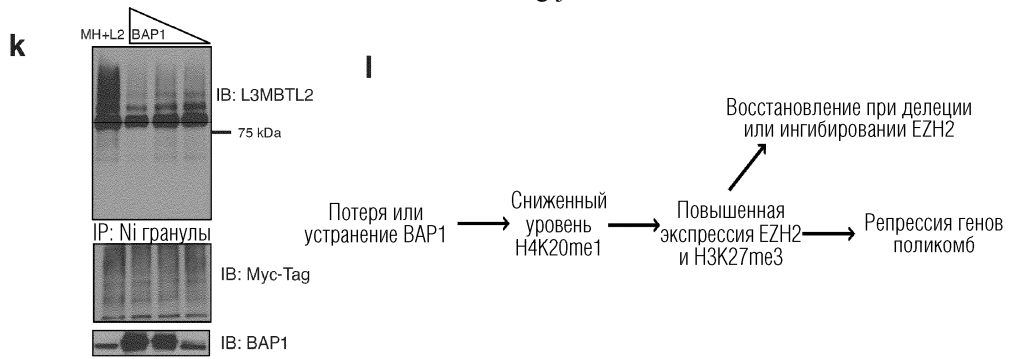 k
MH+L2 BAP1
IB: L3MBTL2
75 kDa
IP: Ni гранулы
IB: Myc-Tag
IB: BAP1
l
Потеря или
устранение BAP1
Сниженный
уровень
H4K20me1
Повышенная
экспрессия EZH2
и H3K27me3
Восстановление при делеции
или ингибировании EZH2
Репрессия генов
поликомб